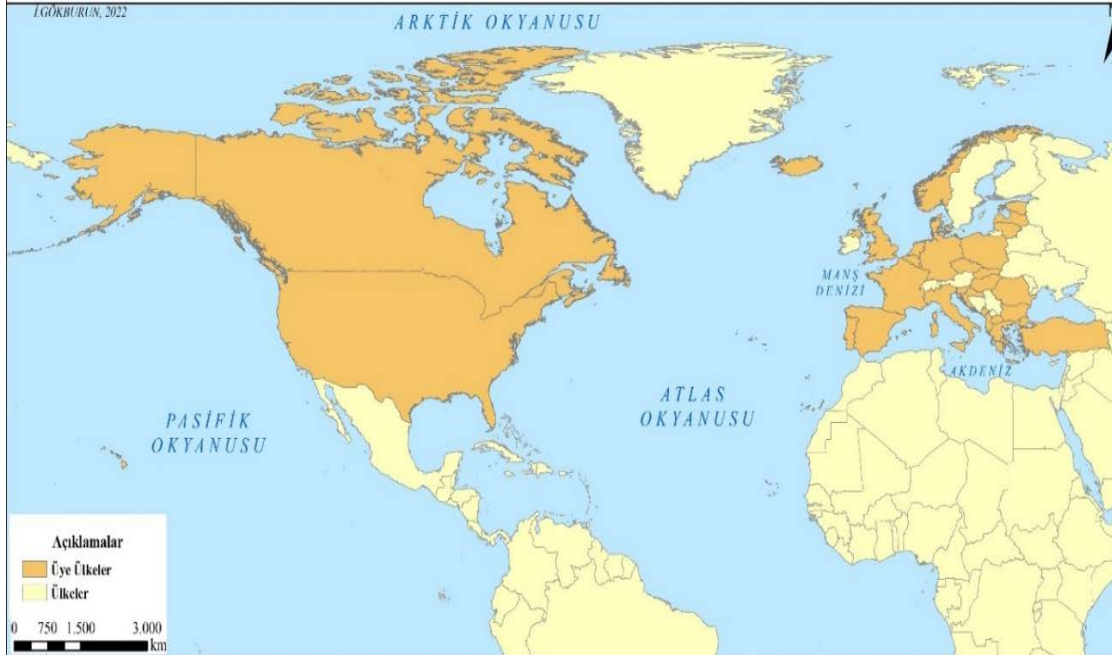 İ.GÖKBURUN, 2022
ARKTİK OKYANUSU
MANŞ
DENİZİ
AKDENİZ
ATLAS
OKYANUSU
PASİFİK
OKYANUSU
Açıklamalar
Üye Ülkeler
Ülkeler
0 750 1.500 3.000
km